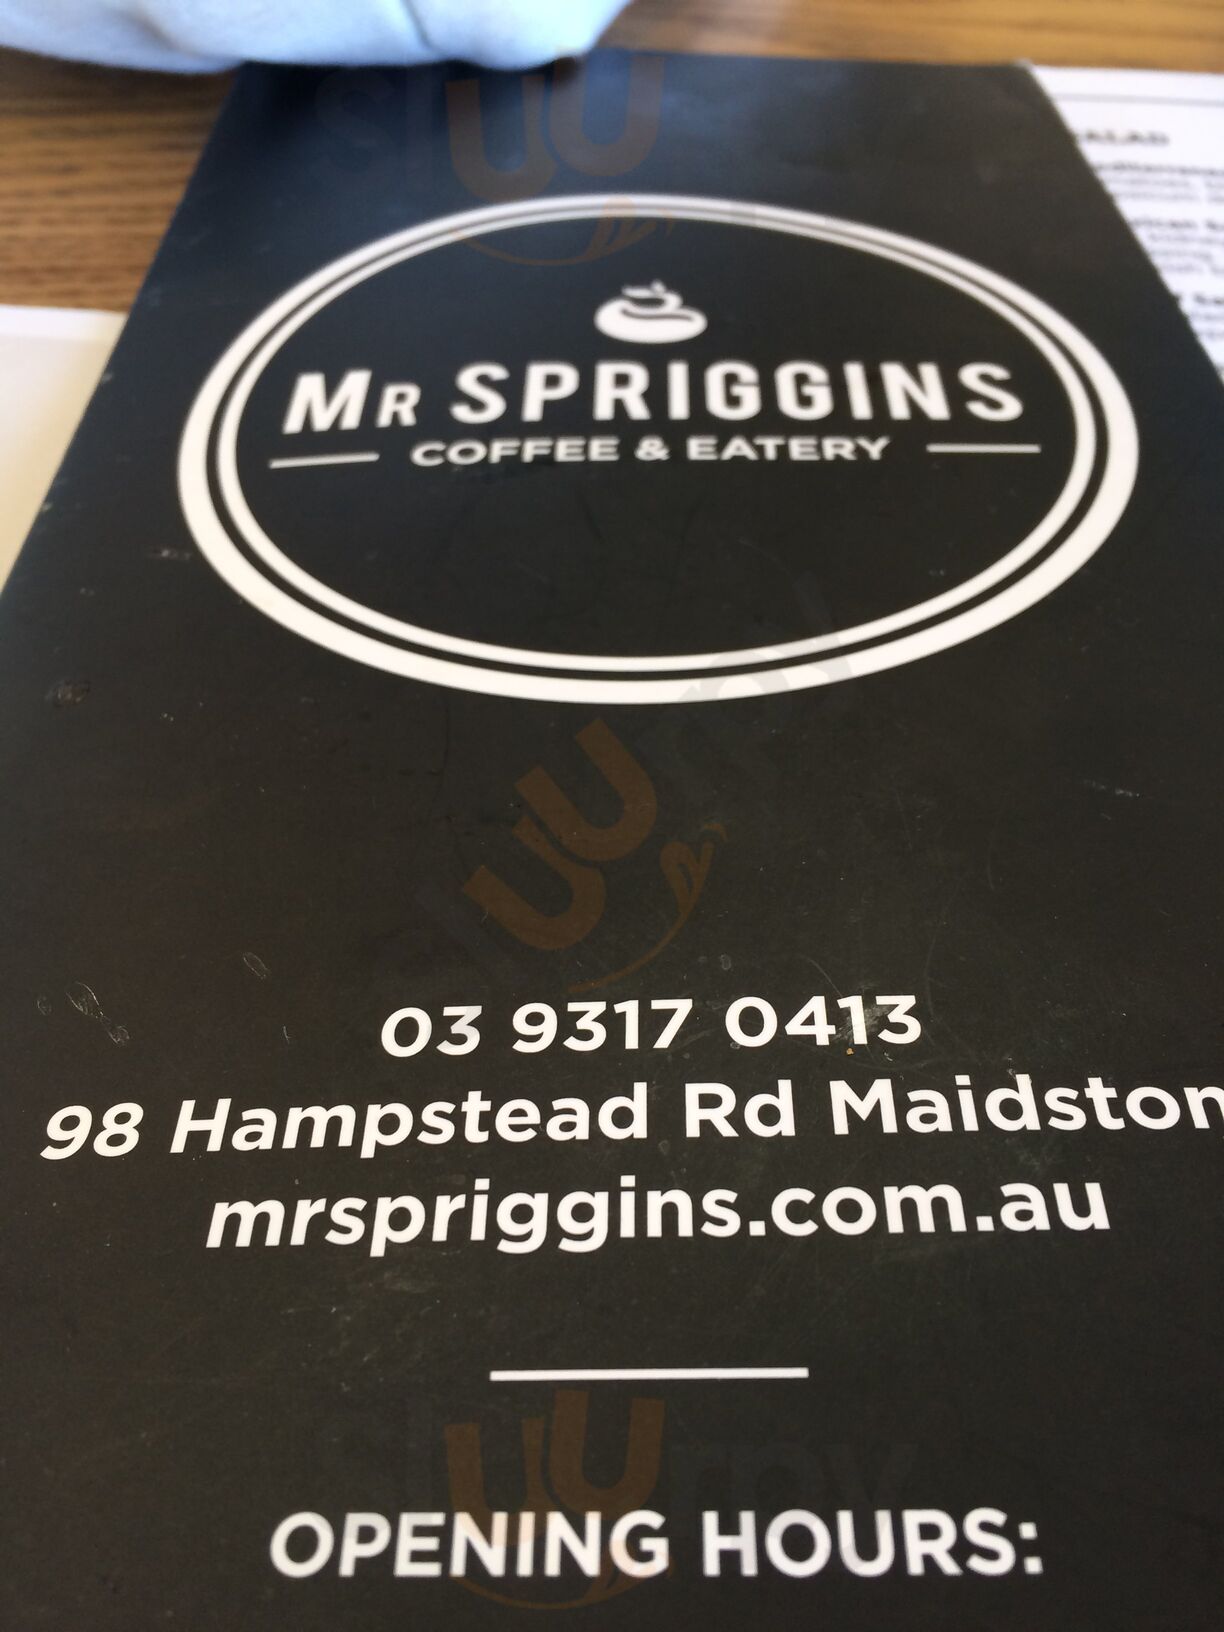 MR SPRIGGINS
COFFEE & EATERY
03 9317 0413
98 Hampstead Rd Maidston
mrspriggins.com.au
OPENING HOURS: